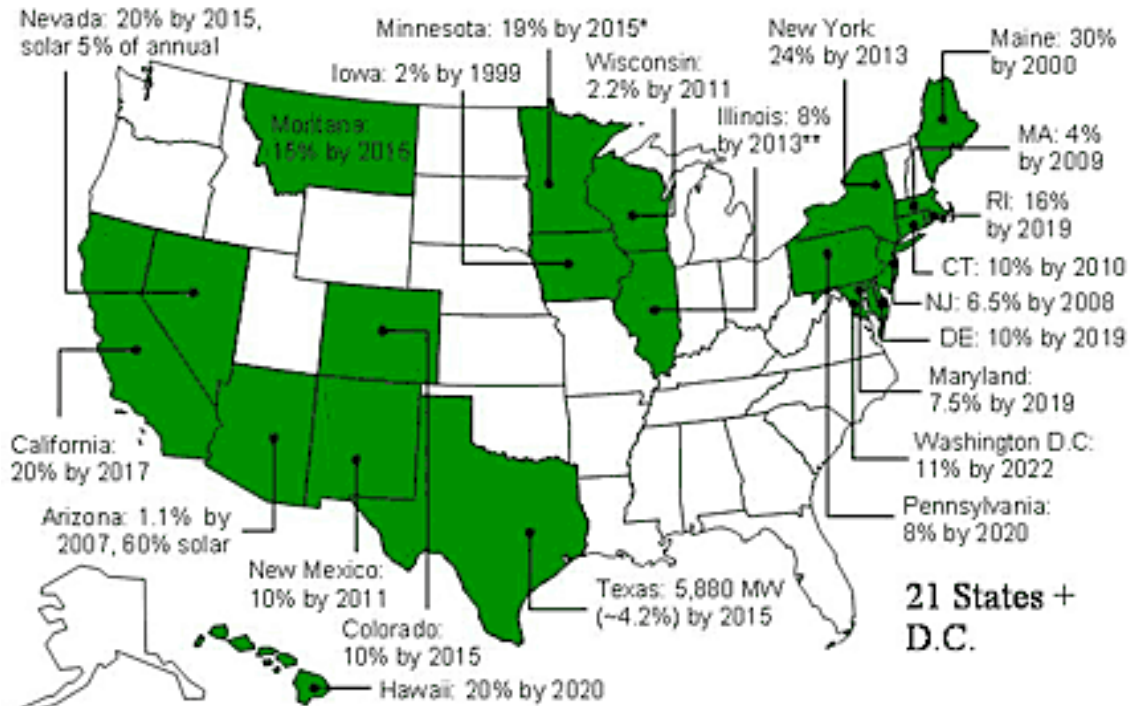 Nevada: 20% by 2015,
solar 5% of annual
Minnesota: 19% by 2015*
Iowa: 2% by 1999
Wisconsin:
2.2% by 2011
New York:
24% by 2013
Maine: 30%
by 2000
Illinois: 8%
by 2013**
Montana:
15% by 2015
MA: 4%
by 2009
RI: 16%
by 2019
CT: 10% by 2010
NJ: 6.5% by 2008
DE: 10% by 2019
Maryland:
7.5% by 2019
Washington D.C:
11% by 2022
Pennsylvania:
8% by 2020
California:
20% by 2017
Arizona: 1.1% by
2007, 60% solar
New Mexico:
10% by 2011
Colorado:
10% by 2015
Texas: 5,880 MW
(~4.2%) by 2015
Hawaii: 20% by 2020
21 States +
D.C.